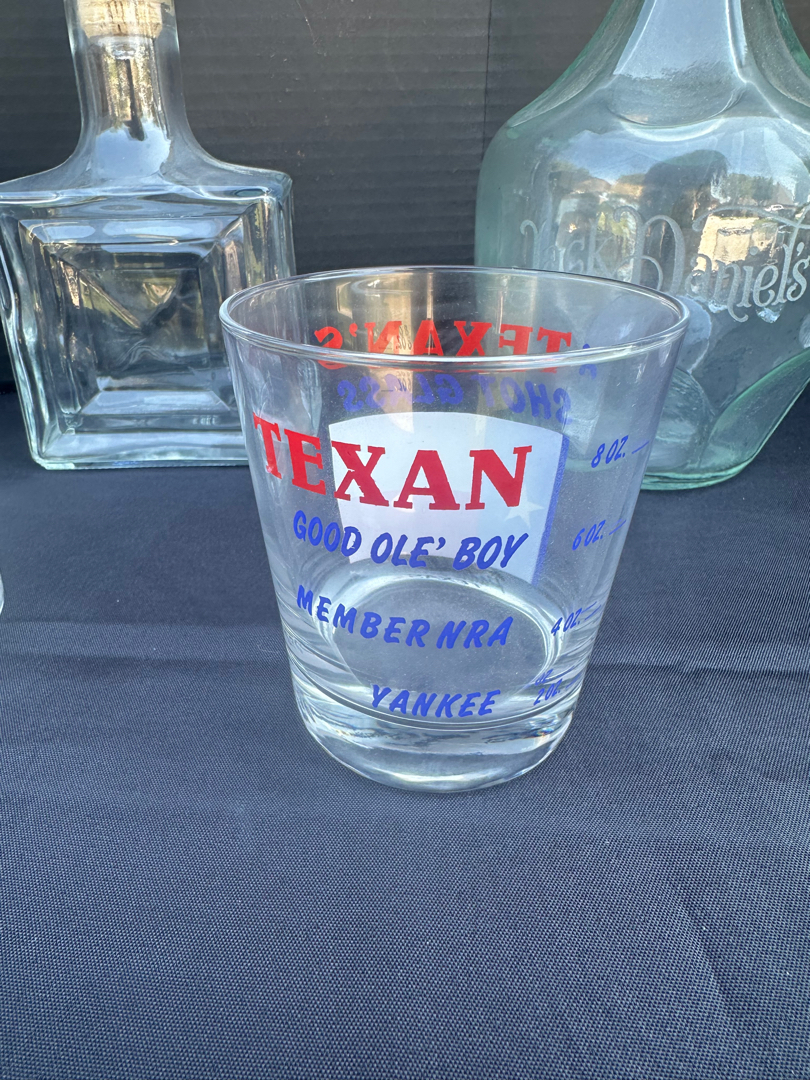 Jack Daniel's
A TEXAN'S
SHOT GLASS
TEXAN
8 OZ.
GOOD OLE' BOY
6 OZ.
MEMBER NRA
4 OZ.
YANKEE
2 OZ.